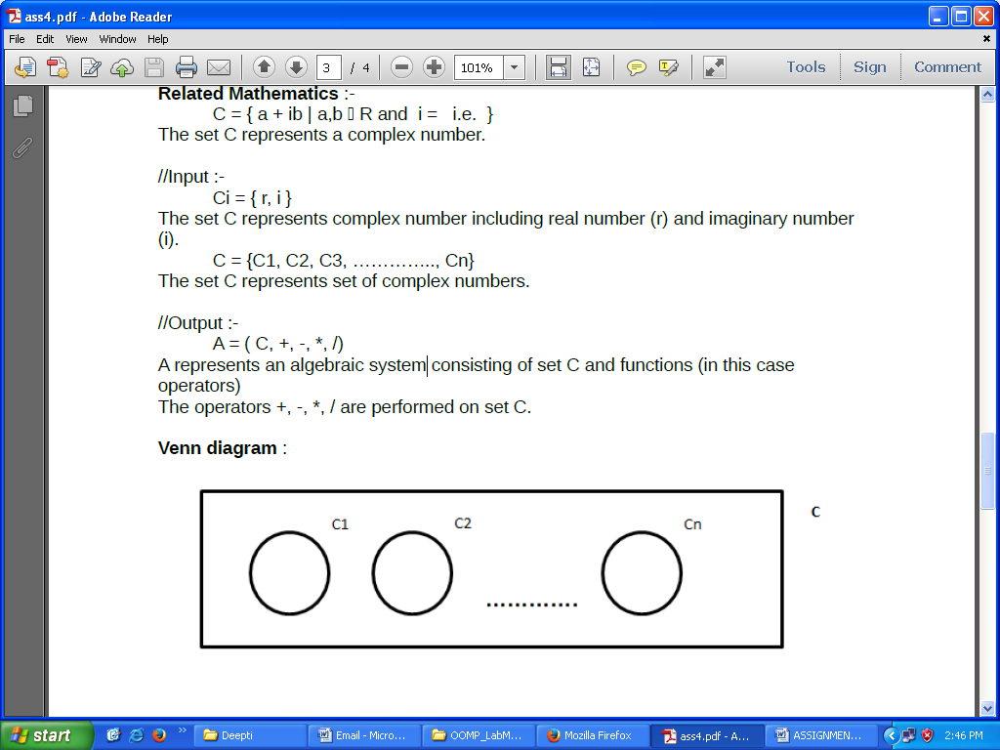 ass4.pdf - Adobe Reader
File Edit View Window Help
3 / 4 101% Tools Sign Comment
Related Mathematics :-
C = { a + ib | a,b ▯ R and i = i.e. }
The set C represents a complex number.
//Input :-
Ci = { r, i }
The set C represents complex number including real number (r) and imaginary number
(i).
C = {C1, C2, C3, ………….., Cn}
The set C represents set of complex numbers.
//Output :-
A = ( C, +, -, *, /)
A represents an algebraic system consisting of set C and functions (in this case
operators)
The operators +, -, *, / are performed on set C.
Venn diagram :
C
C1 C2 Cn
.............
start Deepti Email - Micro... OOMP_LabM... Mozilla Firefox ass4.pdf - A... ASSIGNMEN... 2:46 PM